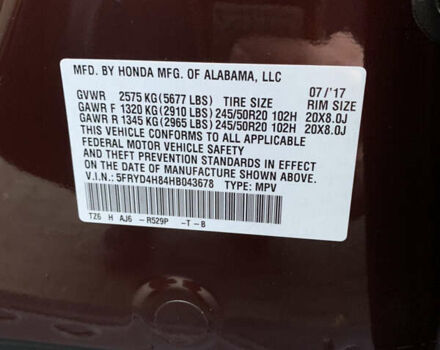 MFD. BY HONDA MFG. OF ALABAMA, LLC
07 /'17
GVWR 2575 KG(5677 LBS) TIRE SIZE RIM SIZE
GAWR F 1320 KG(2910 LBS)245/50R20 102H 20X8.0J
GAWR R 1345 KG(2965 LBS)245/50R20 102H 20X8.0J
THIS VEHICLE CONFORMS TO ALL APPLICABLE
FEDERAL MOTOR VEHICLE SAFETY AND
THEFT PREVENTION STANDARDS IN EFFECT
ON THE DATE OF MANUFACTURE SHOWN ABOVE.
V.I.N.: 5FRYD4H84HB043678 TYPE: MPV
TZ6 H AJ6 -R529P -T-B